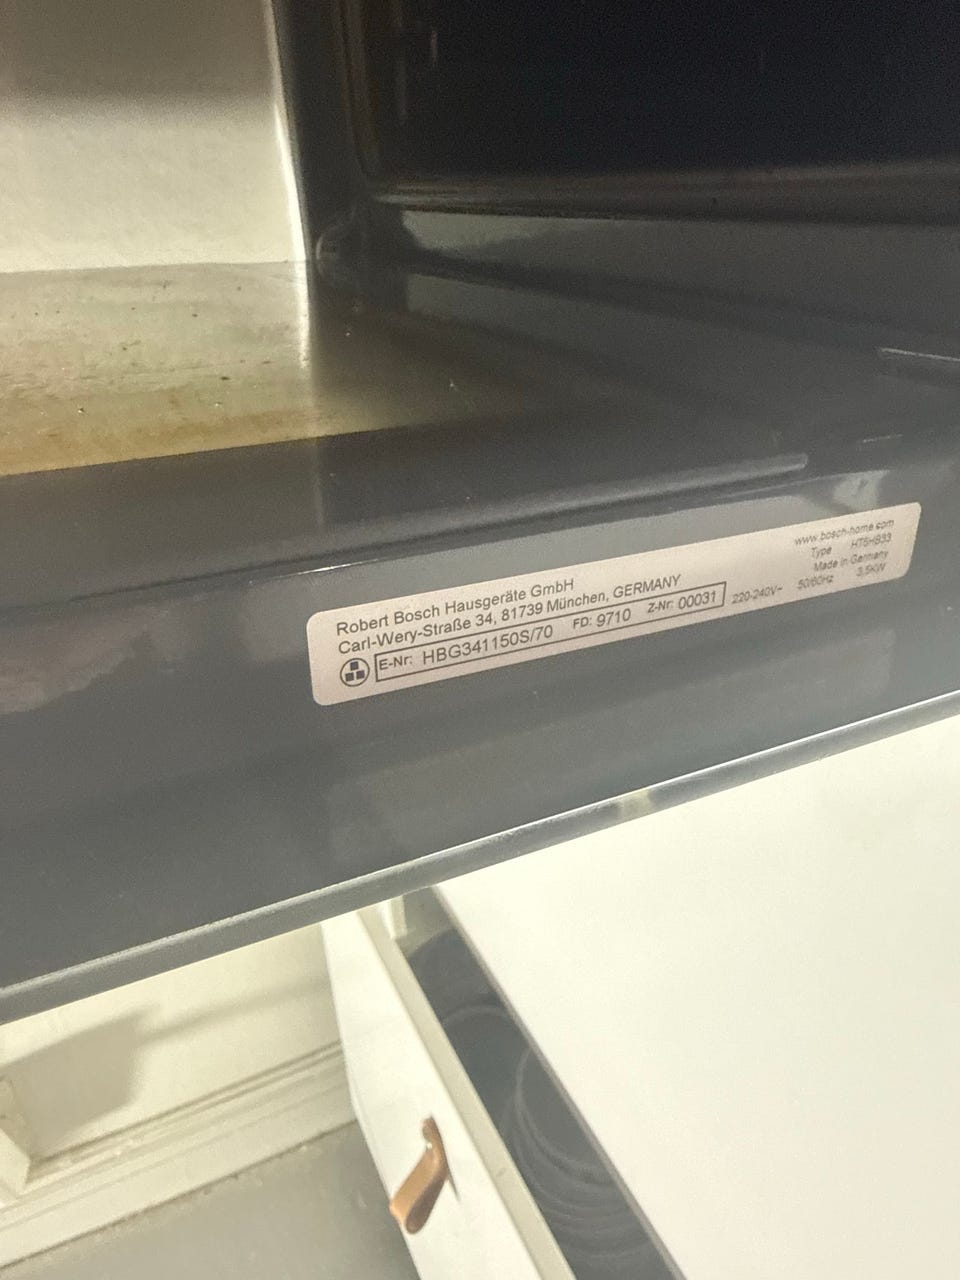 Robert Bosch Hausgeräte GmbH
Carl-Wery-Straße 34, 81739 München, GERMANY
E-Nr: HBG341150S/70 FD: 9710 Z-Nr: 00031
www.bosch-home.com
Type HT5HB33
Made in Germany
220-240V~ 50/60Hz 3,5KW